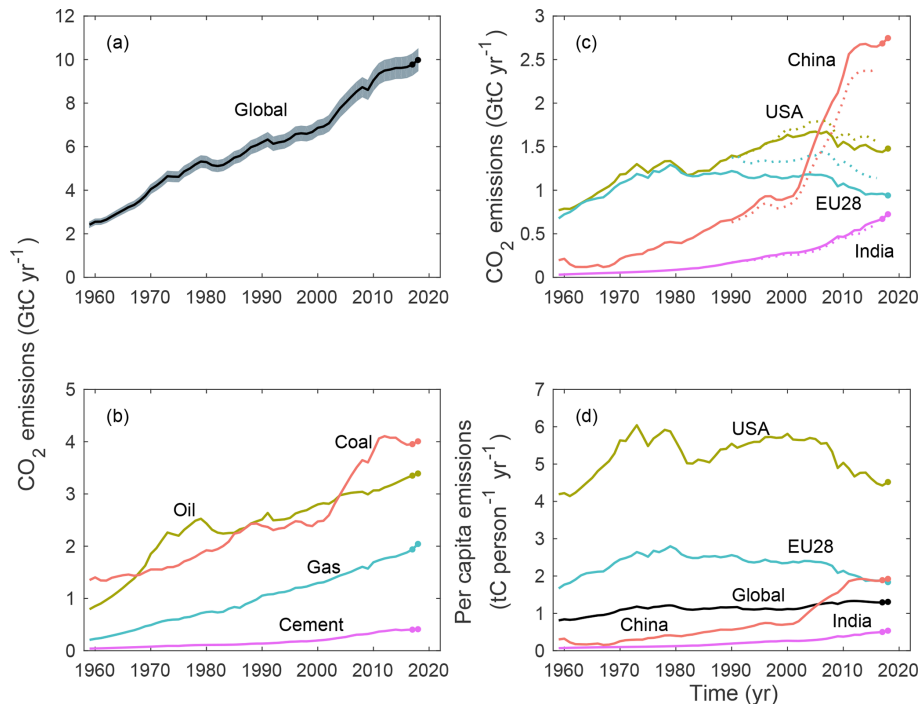 CO₂ emissions (GtC yr⁻¹)
(a)
Global
12
10
8
6
4
2
0
1960 1970 1980 1990 2000 2010 2020
(c)
China
USA
EU28
India
CO₂ emissions (GtC yr⁻¹)
3
2.5
2
1.5
1
0.5
0
1960 1970 1980 1990 2000 2010 2020
(b)
Coal
Oil
Gas
Cement
5
4
3
2
1
0
1960 1970 1980 1990 2000 2010 2020
(d)
USA
EU28
Global
China
India
Per capita emissions
(tC person⁻¹ yr⁻¹)
7
6
5
4
3
2
1
0
1960 1970 1980 1990 2000 2010 2020
Time (yr)